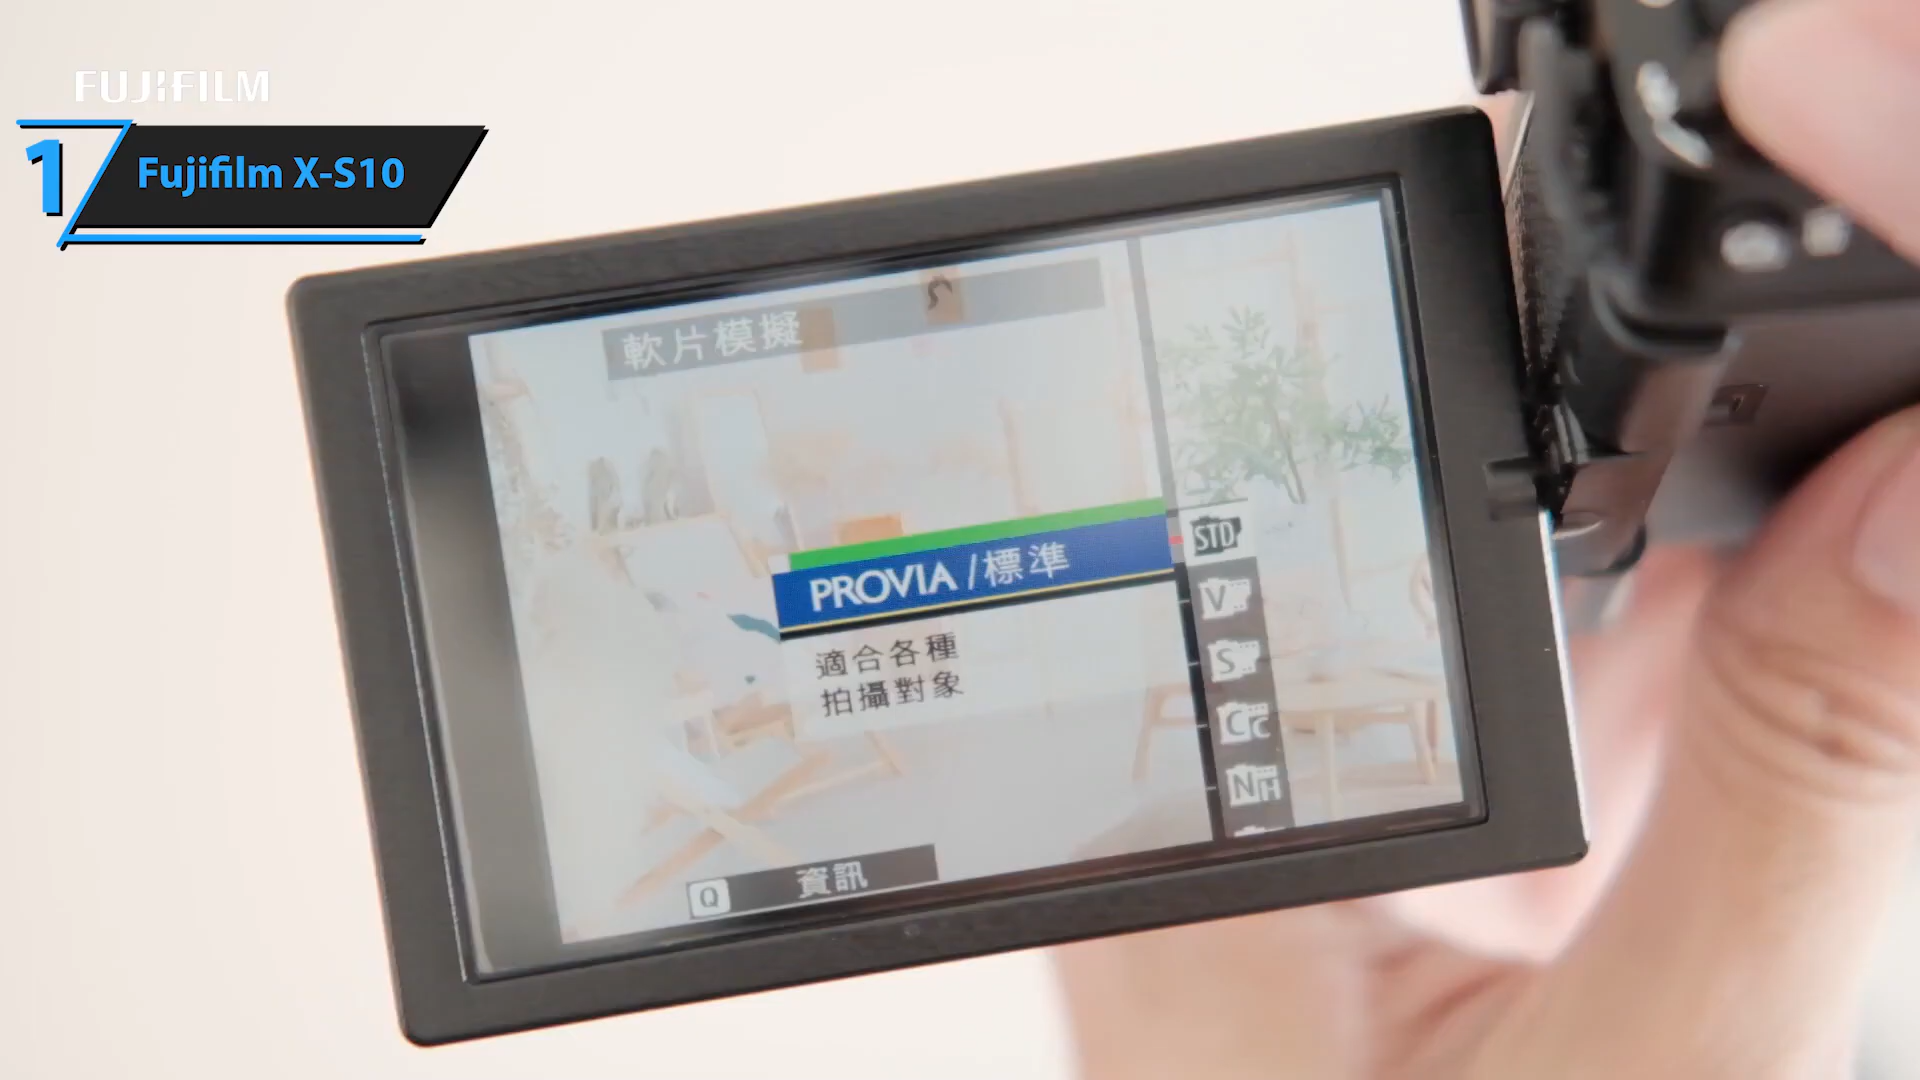 FUJIFILM
1
Fujifilm X-S10
軟片模擬
PROVIA /標準
適合各種
拍攝對象
STD
V
S
CC
NH
Q 資訊